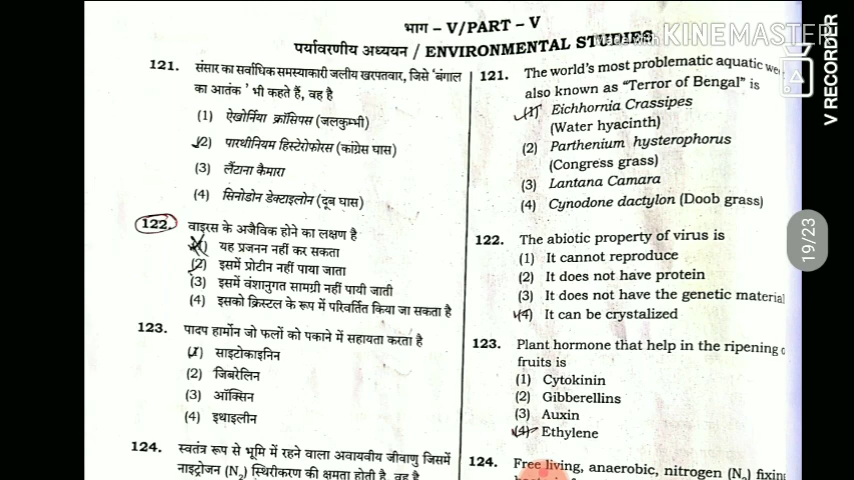 भाग – V/PART – V
पर्यावरणीय अध्ययन / ENVIRONMENTAL STUDIES
121. संसार का सर्वाधिक समस्याकारी जलीय खरपतवार, जिसे 'बंगाल
का आतंक' भी कहते हैं, वह है
(1) ऐखोर्निया क्रॉसिपस (जलकुम्भी)
(2) पारथीनियम हिस्टेरोफोरस (कांग्रेस घास)
(3) लैंटाना कैमारा
(4) सिनोडोन डेक्टाइलोन (दूब घास)
122. वाइरस के अजैविक होने का लक्षण है
(1) यह प्रजनन नहीं कर सकता
(2) इसमें प्रोटीन नहीं पाया जाता
(3) इसमें वंशानुगत सामग्री नहीं पायी जाती
(4) इसको क्रिस्टल के रूप में परिवर्तित किया जा सकता है
123. पादप हार्मोन जो फलों को पकाने में सहायता करता है
(1) साइटोकाइनिन
(2) जिबरेलिन
(3) ऑक्सिन
(4) इथाइलीन
124. स्वतंत्र रूप से भूमि में रहने वाला अवायवीय जीवाणु जिसमें
नाइट्रोजन (N₂) स्थिरीकरण की क्षमता होती है, वह है
121. The world's most problematic aquatic
also known as "Terror of Bengal" is
(1) Eichhornia Crassipes
(Water hyacinth)
(2) Parthenium hysterophorus
(Congress grass)
(3) Lantana Camara
(4) Cynodone dactylon (Doob grass)
122. The abiotic property of virus is
(1) It cannot reproduce
(2) It does not have protein
(3) It does not have the genetic material
(4) It can be crystalized
123. Plant hormone that help in the ripening
fruits is
(1) Cytokinin
(2) Gibberellins
(3) Auxin
(4) Ethylene
124. Free living, anaerobic, nitrogen (N₂) fixing
Made with KINEMASTER
V RECORDER
19/23